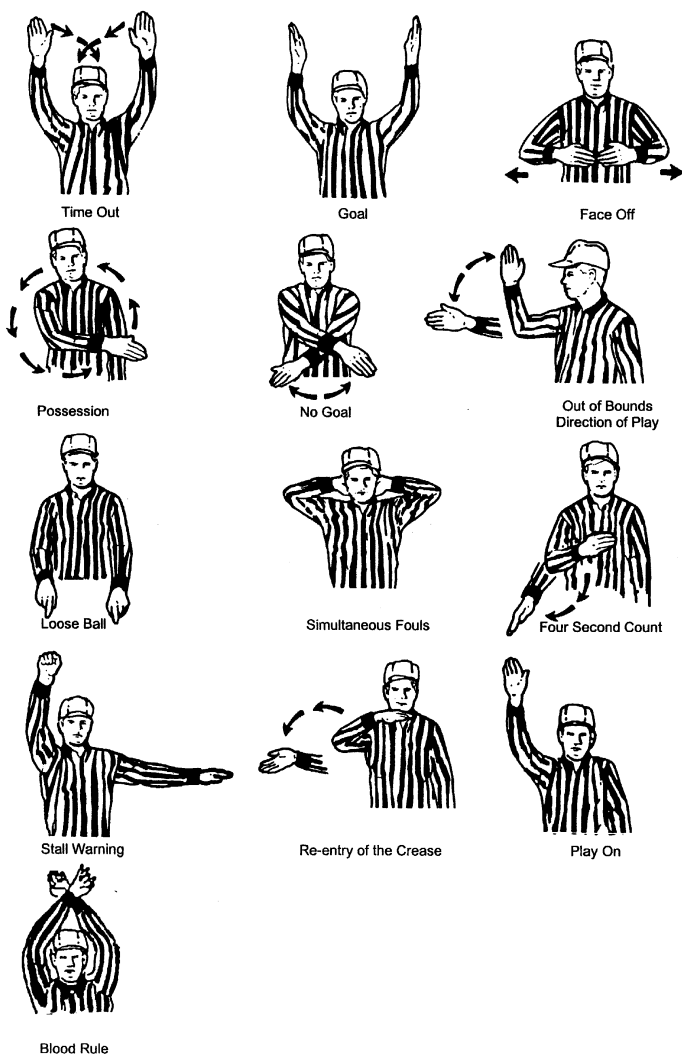 Time Out
Goal
Face Off
Possession
No Goal
Out of Bounds
Direction of Play
Loose Ball
Simultaneous Fouls
Four Second Count
Stall Warning
Re-entry of the Crease
Play On
Blood Rule